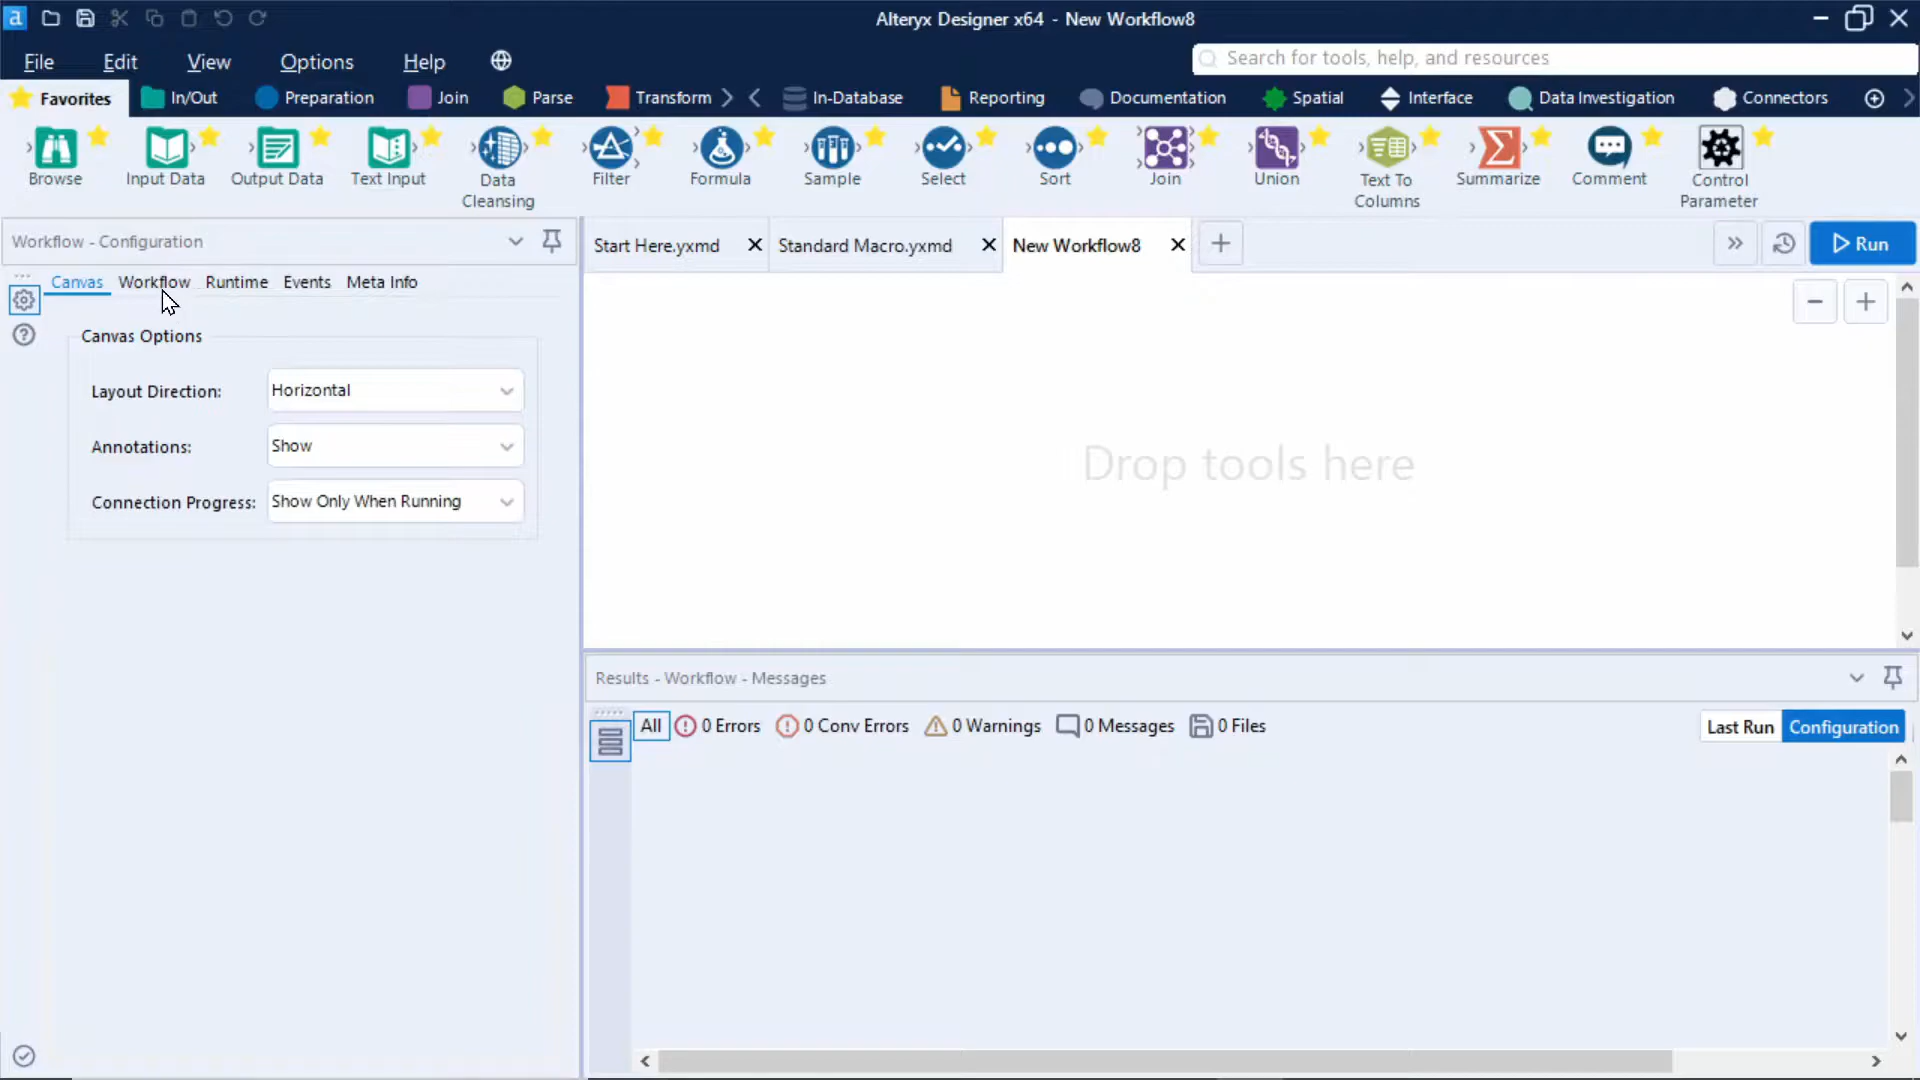 Alteryx Designer x64 - New Workflow8
File Edit View Options Help Search for tools, help, and resources
Favorites In/Out Preparation Join Parse Transform In-Database Reporting Documentation Spatial Interface Data Investigation Connectors
Browse Input Data Output Data Text Input Data Cleansing Filter Formula Sample Select Sort Join Union Text To Columns Summarize Comment Control Parameter
Workflow - Configuration
Start Here.yxmd Standard Macro.yxmd New Workflow8 Run
Canvas Workflow Runtime Events Meta Info
Canvas Options
Layout Direction: Horizontal
Annotations: Show
Connection Progress: Show Only When Running
Drop tools here
Results - Workflow - Messages
All 0 Errors 0 Conv Errors 0 Warnings 0 Messages 0 Files Last Run Configuration